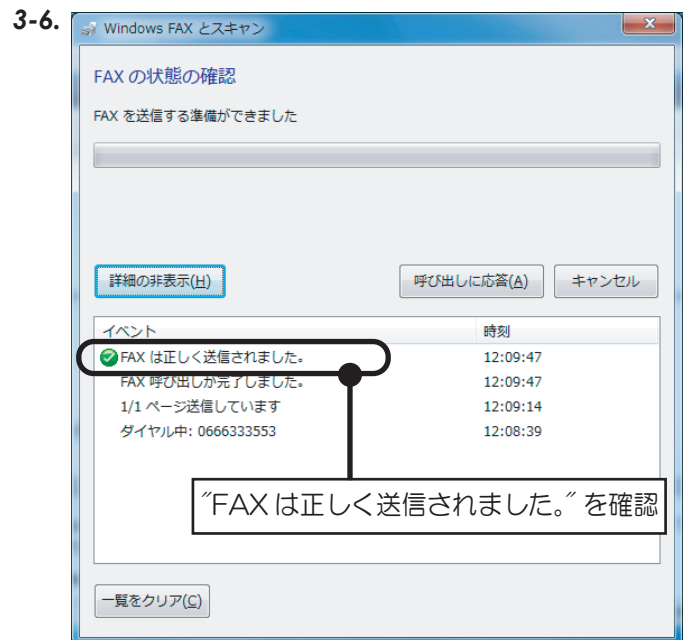 3-6.
Windows FAX とスキャン
FAX の状態の確認
FAX を送信する準備ができました
詳細の非表示(H) 呼び出しに応答(A) キャンセル
イベント 時刻
FAX は正しく送信されました。 12:09:47
FAX 呼び出しが完了しました。 12:09:47
1/1 ページ送信しています 12:09:14
ダイヤル中: 0666333553 12:08:39
"FAX は正しく送信されました。" を確認
一覧をクリア(C)